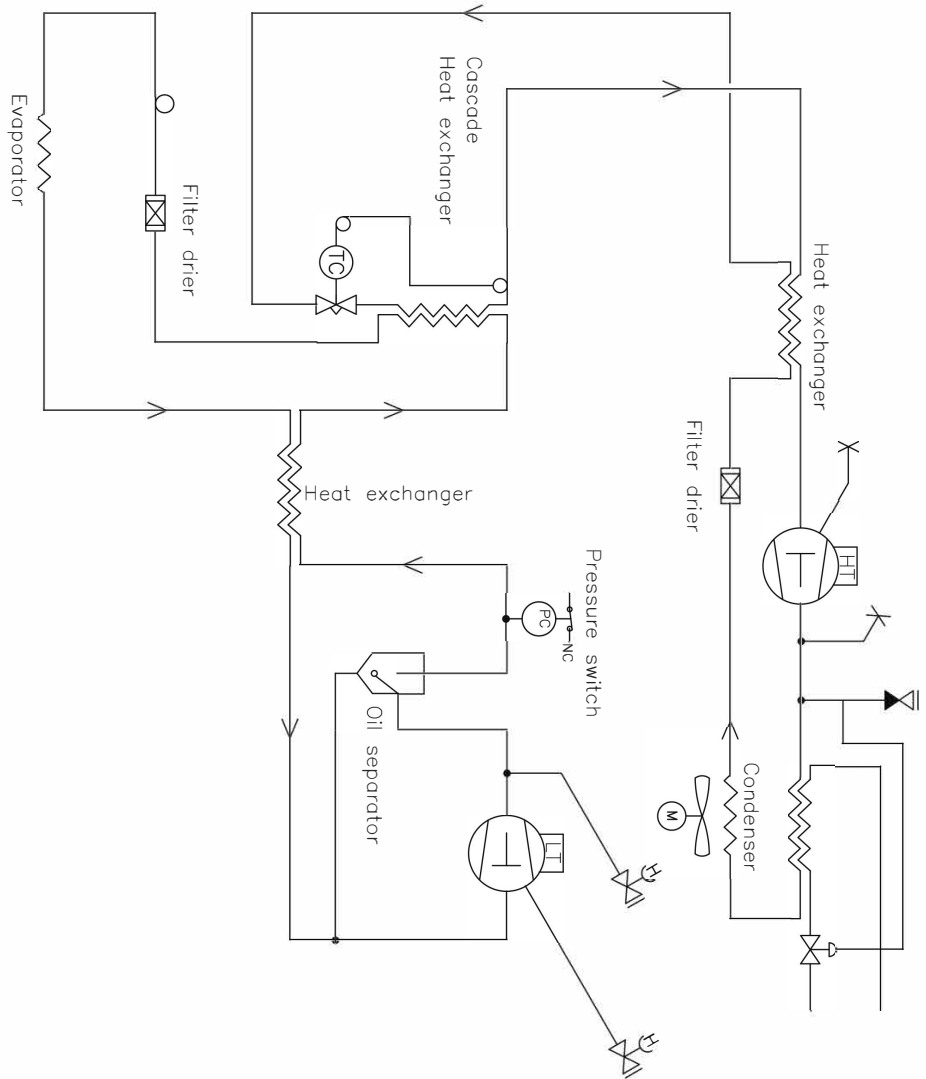 Cascade
Heat exchanger
Evaporator
Filter drier
TC
Heat exchanger
Filter drier
HT
Heat exchanger
Pressure switch
PC
NC
Oil separator
Condenser
M
LT
H
H